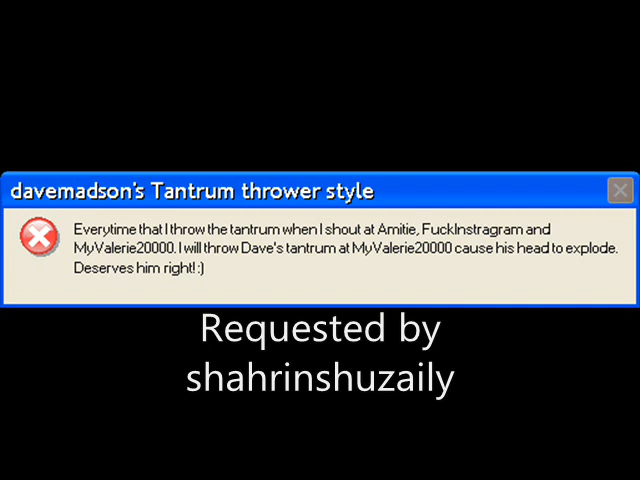 davemadson's Tantrum thrower style
Everytime that I throw the tantrum when I shout at Amitie, FuckInstragram and
MyValerie20000. I will throw Dave's tantrum at MyValerie20000 cause his head to explode.
Deserves him right! :)
Requested by
shahrinshuzaily